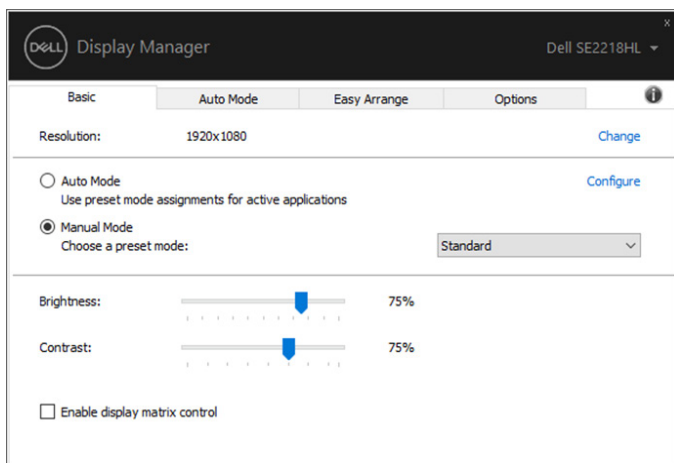 x
DELL Display Manager Dell SE2218HL
Basic Auto Mode Easy Arrange Options i
Resolution: 1920x1080 Change
Auto Mode Configure
Use preset mode assignments for active applications
Manual Mode
Choose a preset mode: Standard
Brightness: 75%
Contrast: 75%
Enable display matrix control